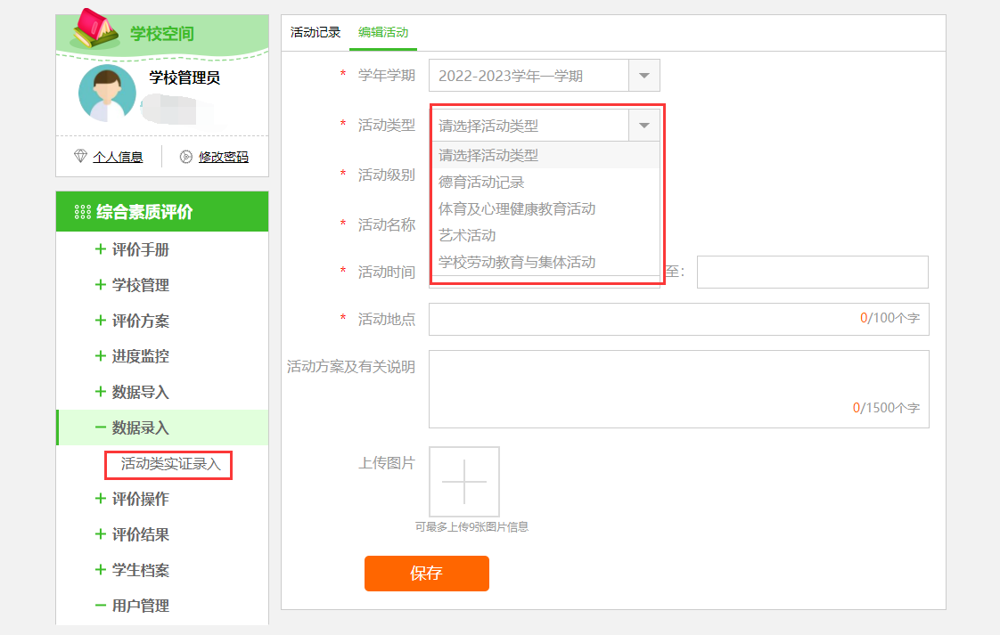 学校空间
学校管理员
个人信息
修改密码
综合素质评价
+ 评价手册
+ 学校管理
+ 评价方案
+ 进度监控
+ 数据导入
− 数据录入
活动类实证录入
+ 评价操作
+ 评价结果
+ 学生档案
− 用户管理
活动记录 编辑活动
* 学年学期 2022-2023学年一学期
* 活动类型 请选择活动类型
请选择活动类型
德育活动记录
体育及心理健康教育活动
艺术活动
学校劳动教育与集体活动
* 活动级别
* 活动名称
* 活动时间 至：
* 活动地点 0/100个字
活动方案及有关说明
0/1500个字
上传图片
可最多上传9张图片信息
保存